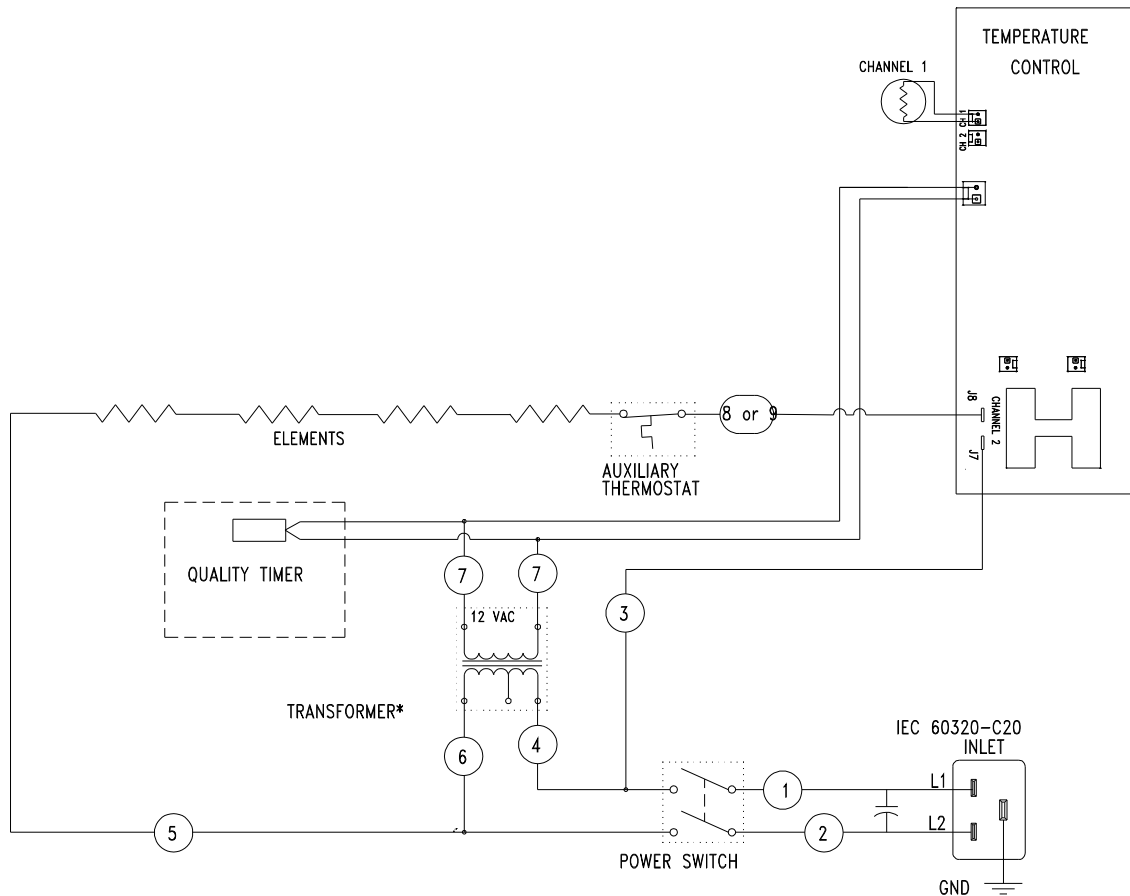 TEMPERATURE
CONTROL
CHANNEL 1
CH 1
CH 2
J8
CHANNEL 2
J7
8 or 9
ELEMENTS
AUXILIARY
THERMOSTAT
QUALITY TIMER
7
7
12 VAC
3
TRANSFORMER*
6
4
IEC 60320-C20
INLET
L1
1
L2
2
5
POWER SWITCH
GND